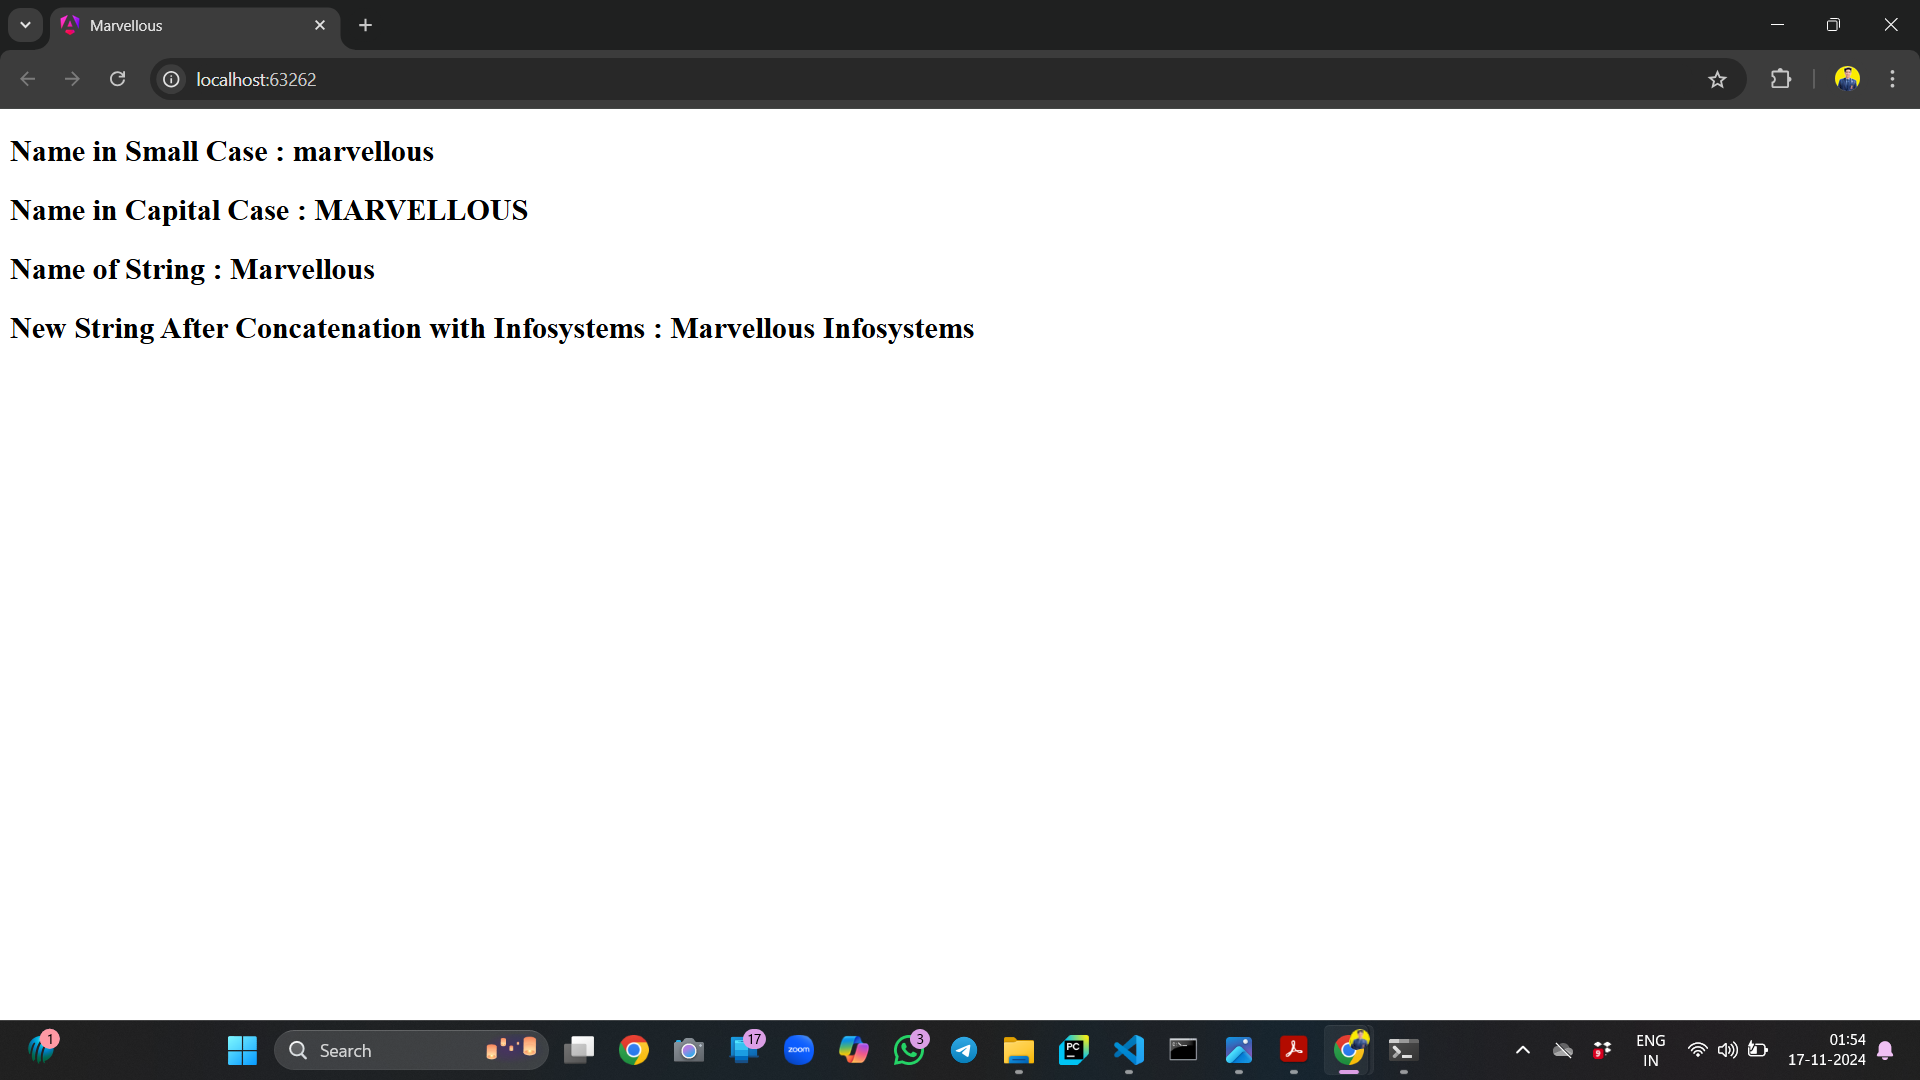 Marvellous
localhost:63262
Name in Small Case : marvellous
Name in Capital Case : MARVELLOUS
Name of String : Marvellous
New String After Concatenation with Infosystems : Marvellous Infosystems
1
Search
17
zoom
3
PC
9
ENG
IN
01:54
17-11-2024